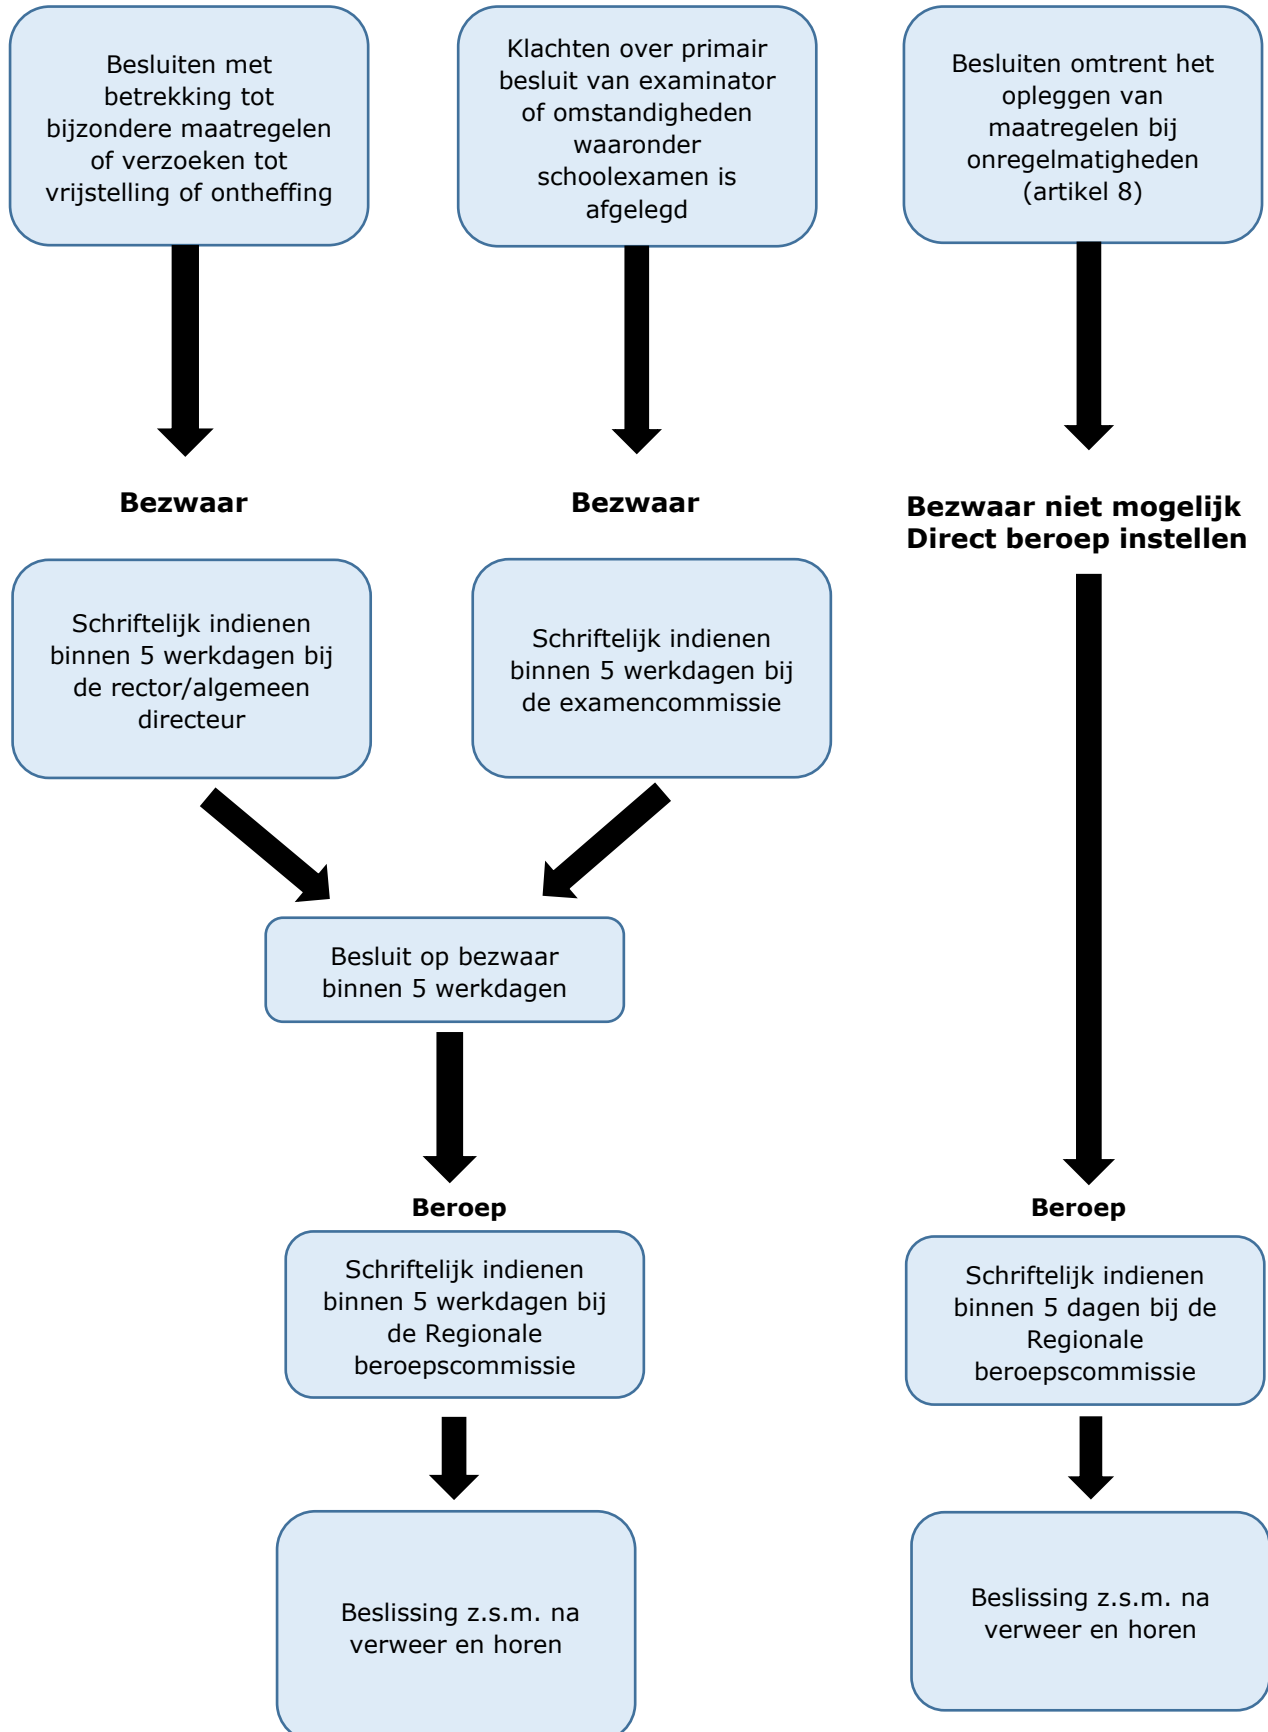 Besluiten met
betrekking tot
bijzondere maatregelen
of verzoeken tot
vrijstelling of ontheffing
Klachten over primair
besluit van examinator
of omstandigheden
waaronder
schoolexamen is
afgelegd
Besluiten omtrent het
opleggen van
maatregelen bij
onregelmatigheden
(artikel 8)
Bezwaar
Bezwaar
Bezwaar niet mogelijk
Direct beroep instellen
Schriftelijk indienen
binnen 5 werkdagen bij
de rector/algemeen
directeur
Schriftelijk indienen
binnen 5 werkdagen bij
de examencommissie
Besluit op bezwaar
binnen 5 werkdagen
Beroep
Beroep
Schriftelijk indienen
binnen 5 werkdagen bij
de Regionale
beroepscommissie
Schriftelijk indienen
binnen 5 dagen bij de
Regionale
beroepscommissie
Beslissing z.s.m. na
verweer en horen
Beslissing z.s.m. na
verweer en horen